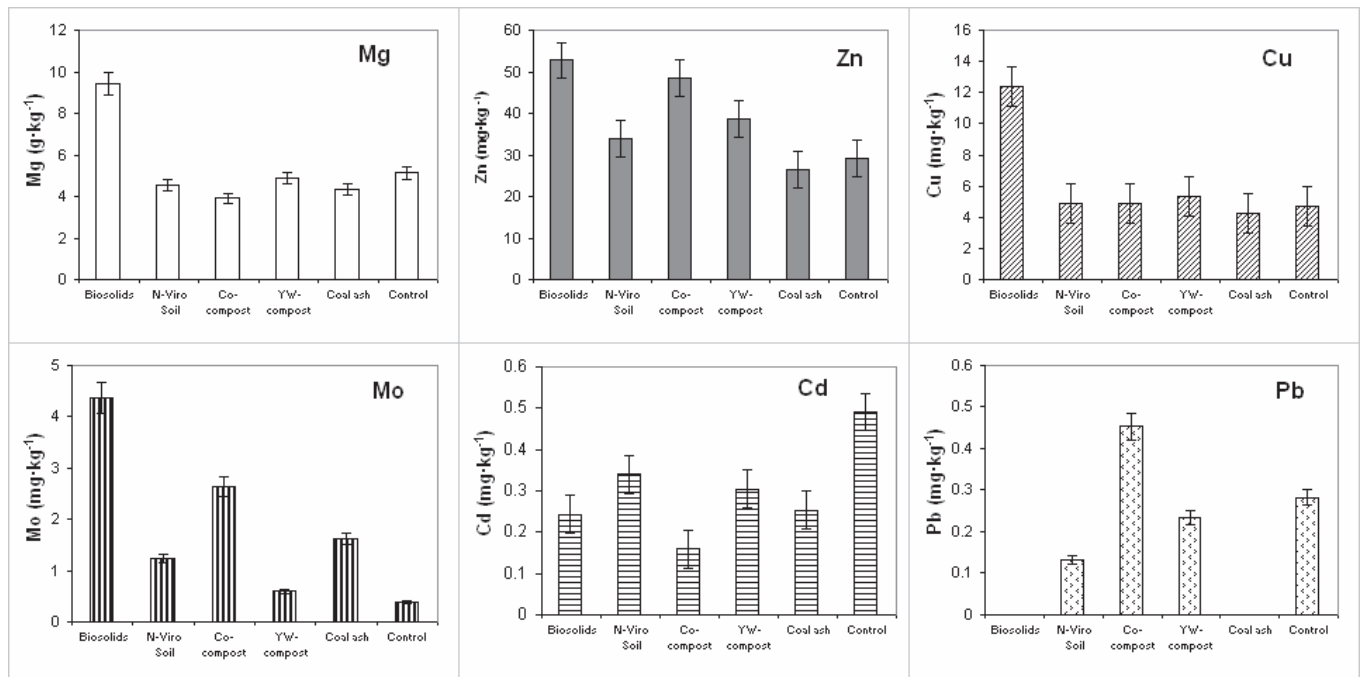 12
10
8
6
4
2
0
Mg (g·kg⁻¹)
Mg
Biosolids
N-Viro
Soil
Co-
compost
YW-
compost
Coal ash
Control
60
50
40
30
20
10
0
Zn (mg·kg⁻¹)
Zn
Biosolids
N-Viro
Soil
Co-
compost
YW-
compost
Coal ash
Control
16
14
12
10
8
6
4
2
0
Cu (mg·kg⁻¹)
Cu
Biosolids
N-Viro
Soil
Co-
compost
YW-
compost
Coal ash
Control
5
4
3
2
1
0
Mo (mg·kg⁻¹)
Mo
Biosolids
N-Viro
Soil
Co-
compost
YW-
compost
Coal ash
Control
0.6
0.5
0.4
0.3
0.2
0.1
0
Cd (mg·kg⁻¹)
Cd
Biosolids
N-Viro
Soil
Co-
compost
YW-
compost
Coal ash
Control
0.6
0.5
0.4
0.3
0.2
0.1
0
Pb (mg·kg⁻¹)
Pb
Biosolids
N-Viro
Soil
Co-
compost
YW-
compost
Coal ash
Control